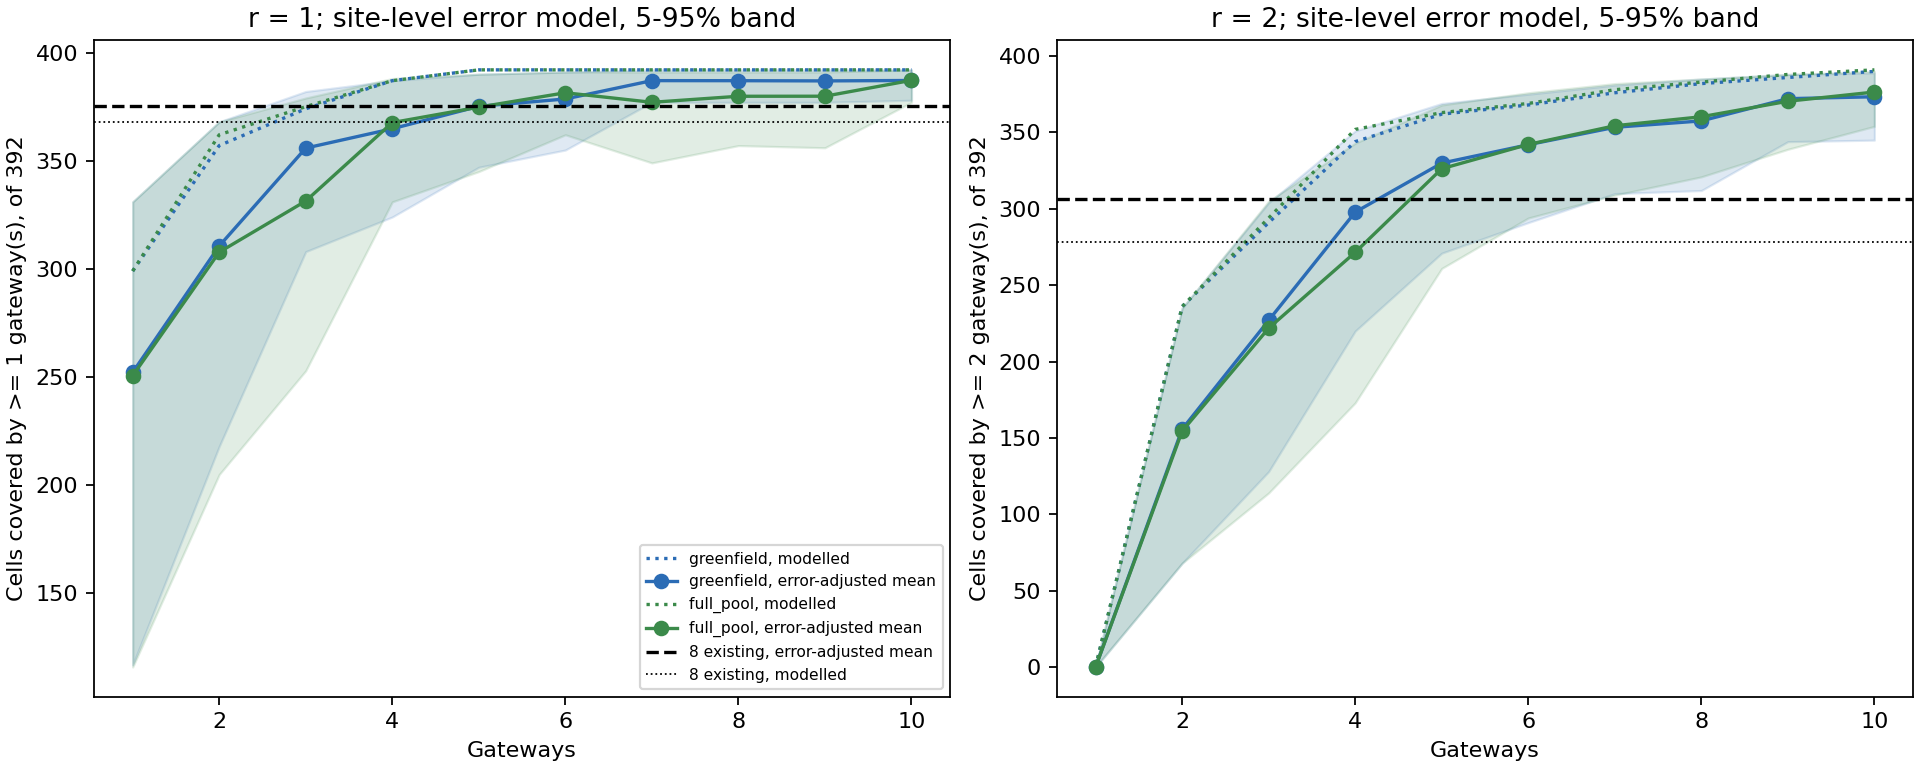 r = 1; site-level error model, 5-95% band
Cells covered by >= 1 gateway(s), of 392
400
350
300
250
200
150
2
4
6
8
10
Gateways
greenfield, modelled
greenfield, error-adjusted mean
full_pool, modelled
full_pool, error-adjusted mean
8 existing, error-adjusted mean
8 existing, modelled
r = 2; site-level error model, 5-95% band
Cells covered by >= 2 gateway(s), of 392
400
350
300
250
200
150
100
50
0
2
4
6
8
10
Gateways